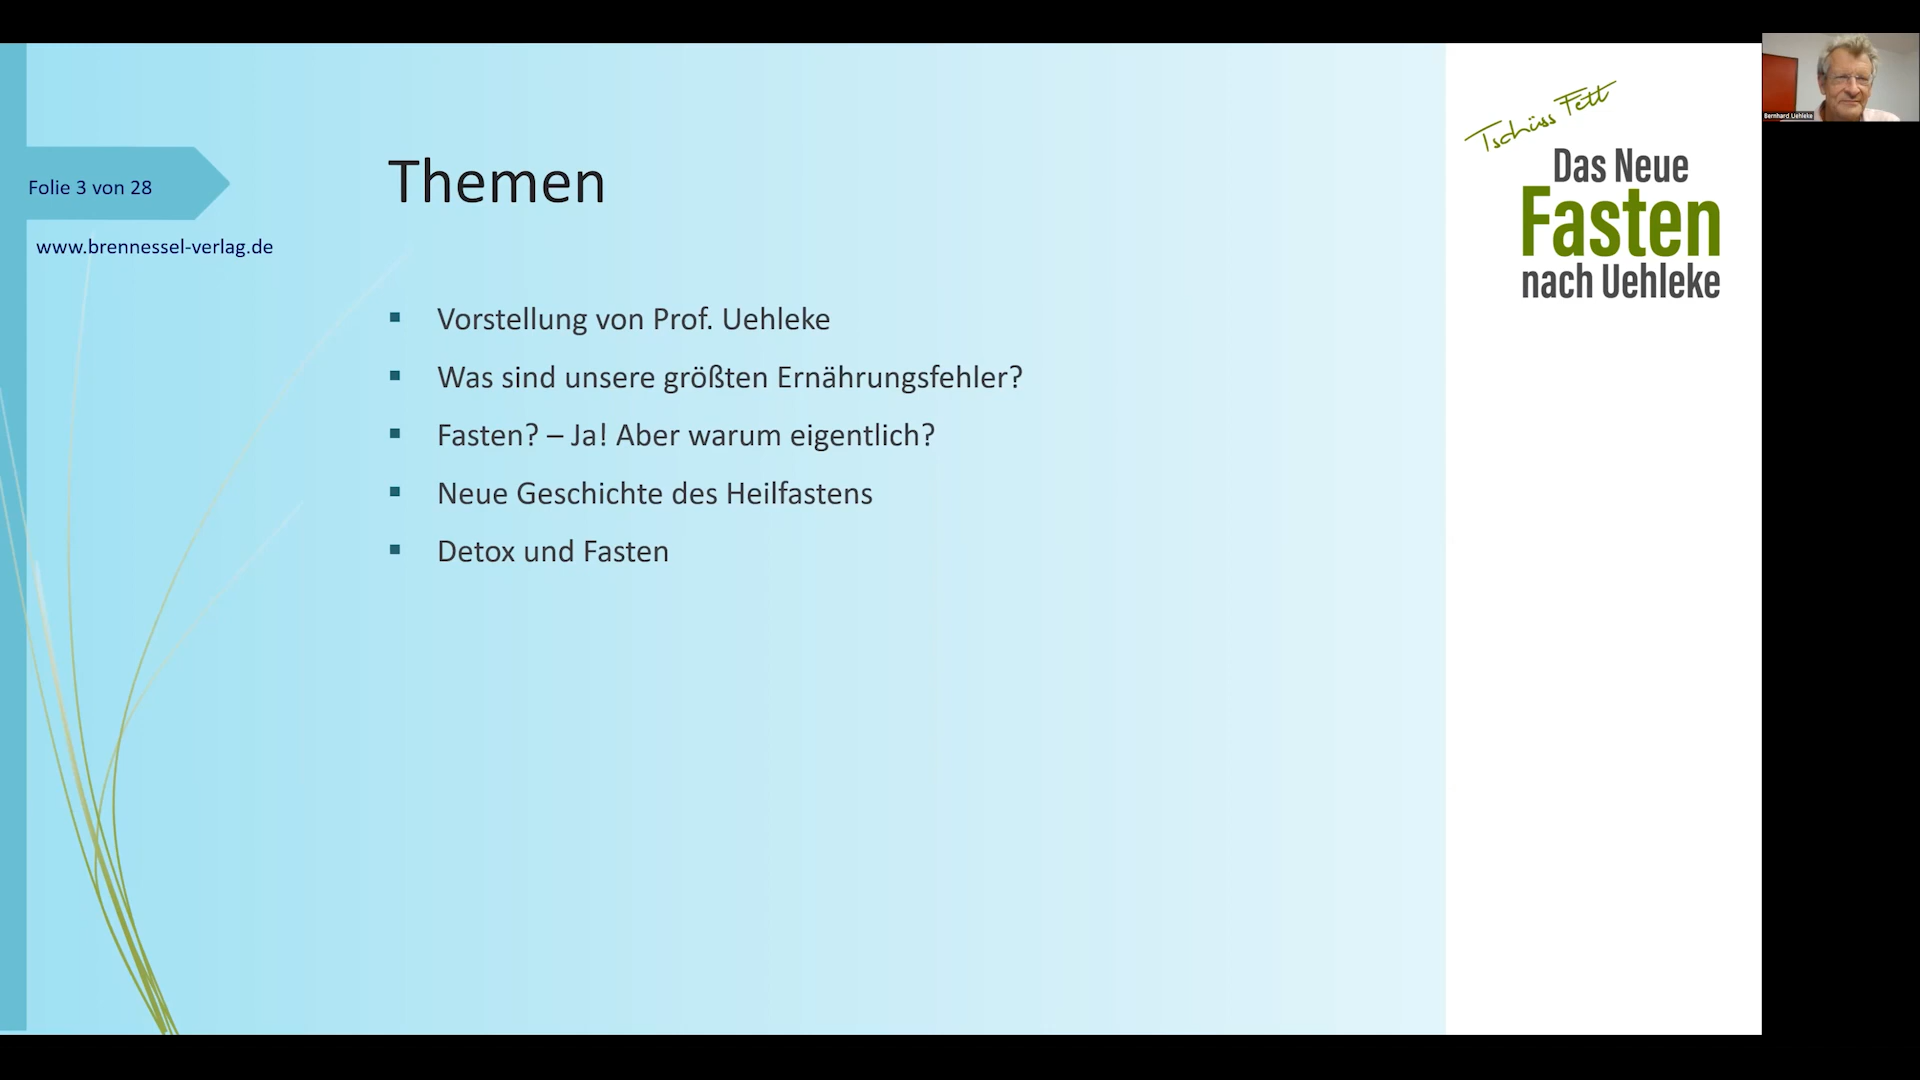 Folie 3 von 28
www.brennessel-verlag.de
Themen
Vorstellung von Prof. Uehleke
Was sind unsere größten Ernährungsfehler?
Fasten? – Ja! Aber warum eigentlich?
Neue Geschichte des Heilfastens
Detox und Fasten
Tschüss Fett
Das Neue
Fasten
nach Uehleke
Bernhard Uehleke